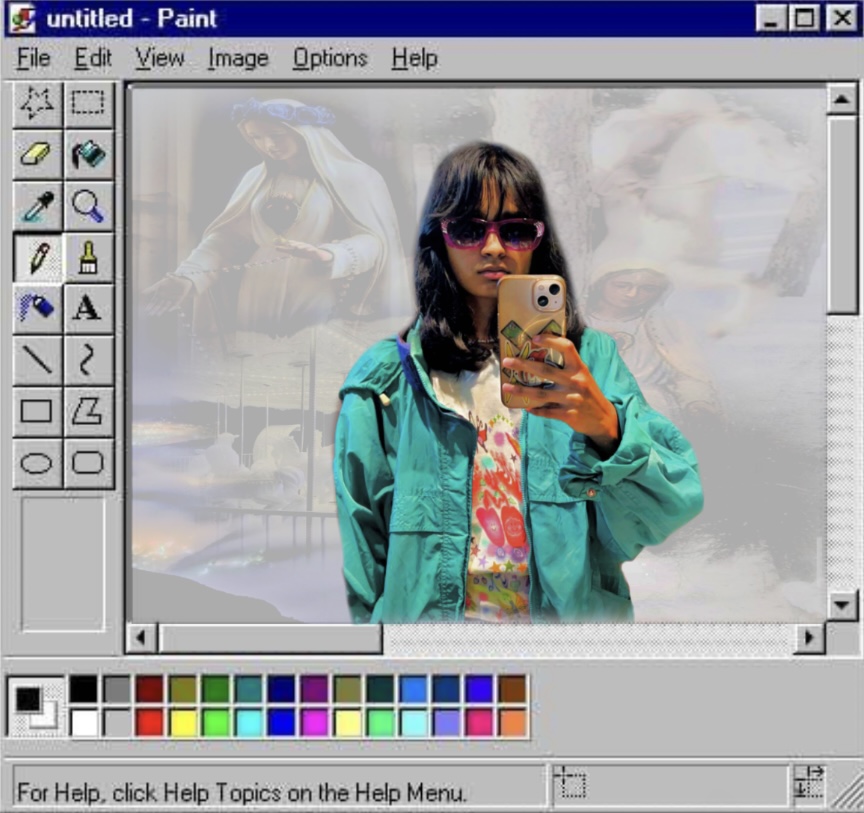 untitled - Paint
File Edit View Image Options Help
A
For Help, click Help Topics on the Help Menu.